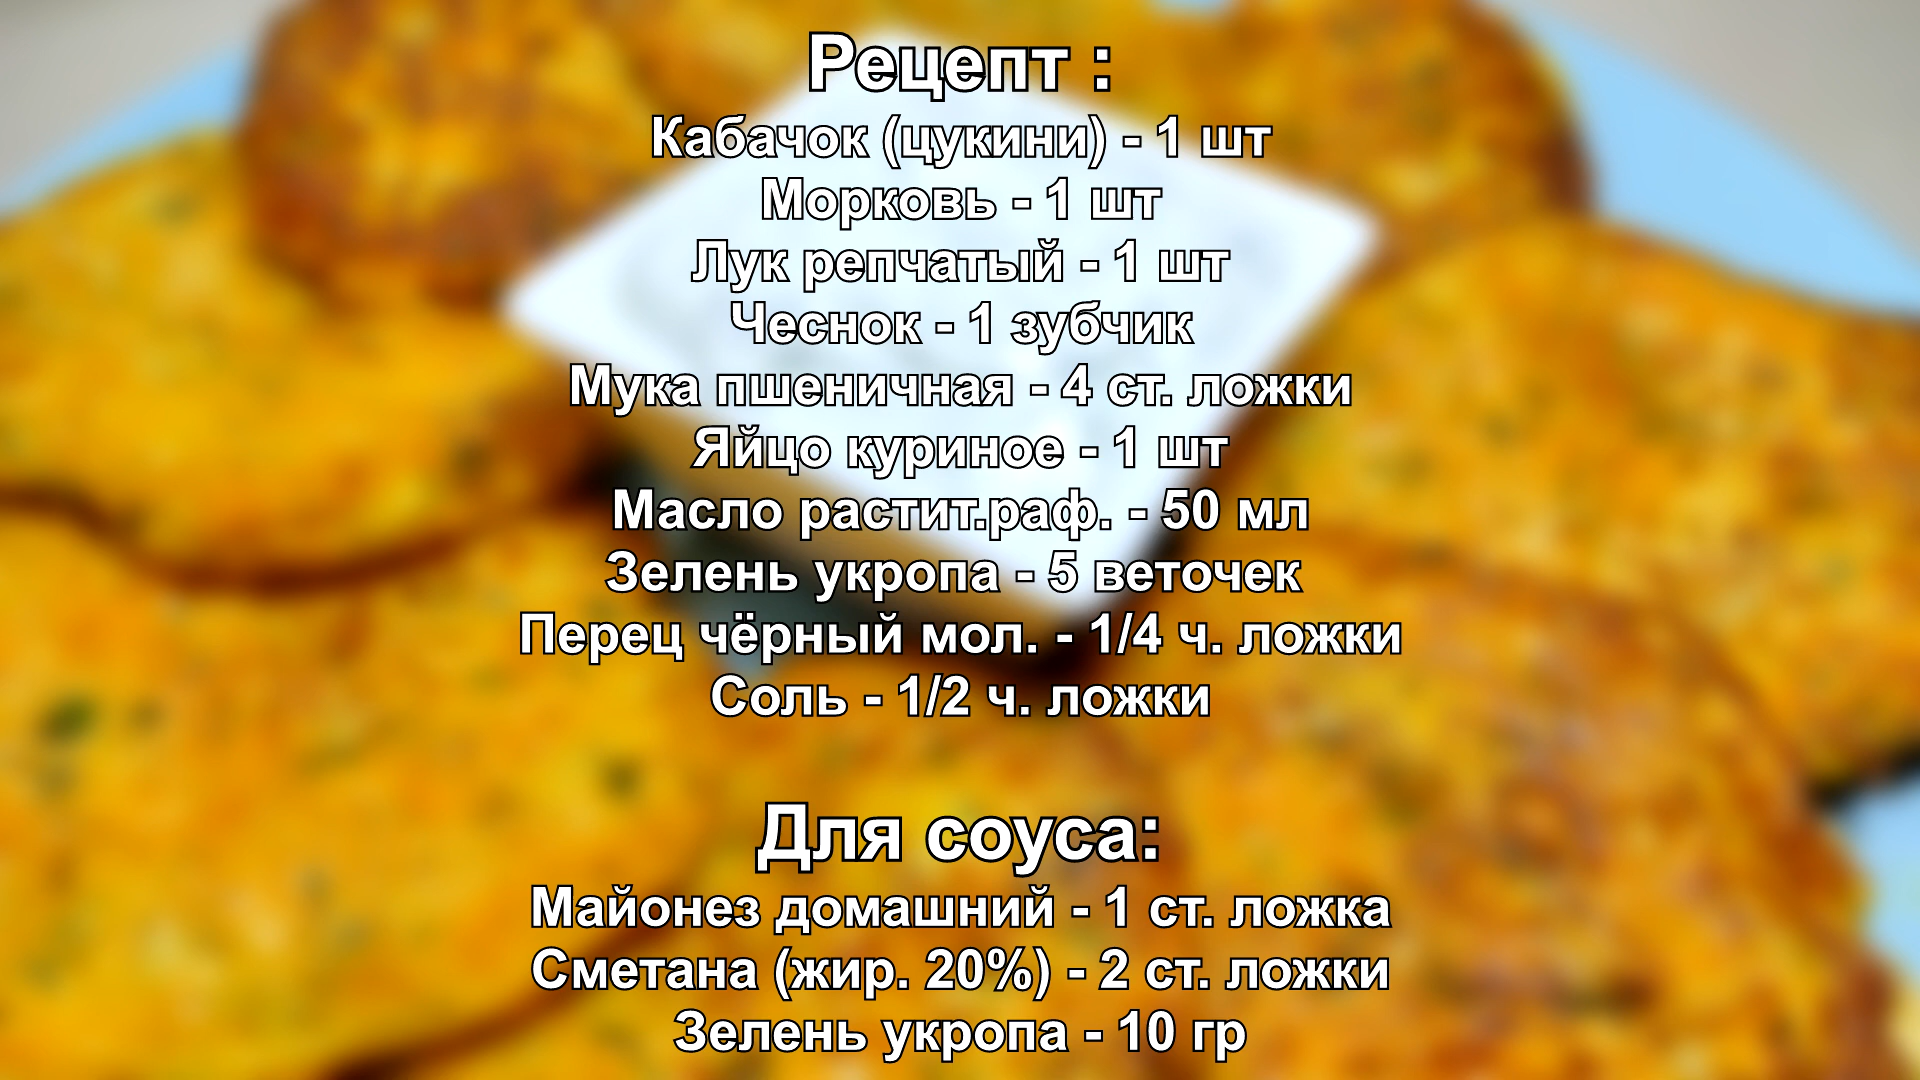 Рецепт :
Кабачок (цукини) - 1 шт
Морковь - 1 шт
Лук репчатый - 1 шт
Чеснок - 1 зубчик
Мука пшеничная - 4 ст. ложки
Яйцо куриное - 1 шт
Масло растит.раф. - 50 мл
Зелень укропа - 5 веточек
Перец чёрный мол. - 1/4 ч. ложки
Соль - 1/2 ч. ложки
Для соуса:
Майонез домашний - 1 ст. ложка
Сметана (жир. 20%) - 2 ст. ложки
Зелень укропа - 10 гр